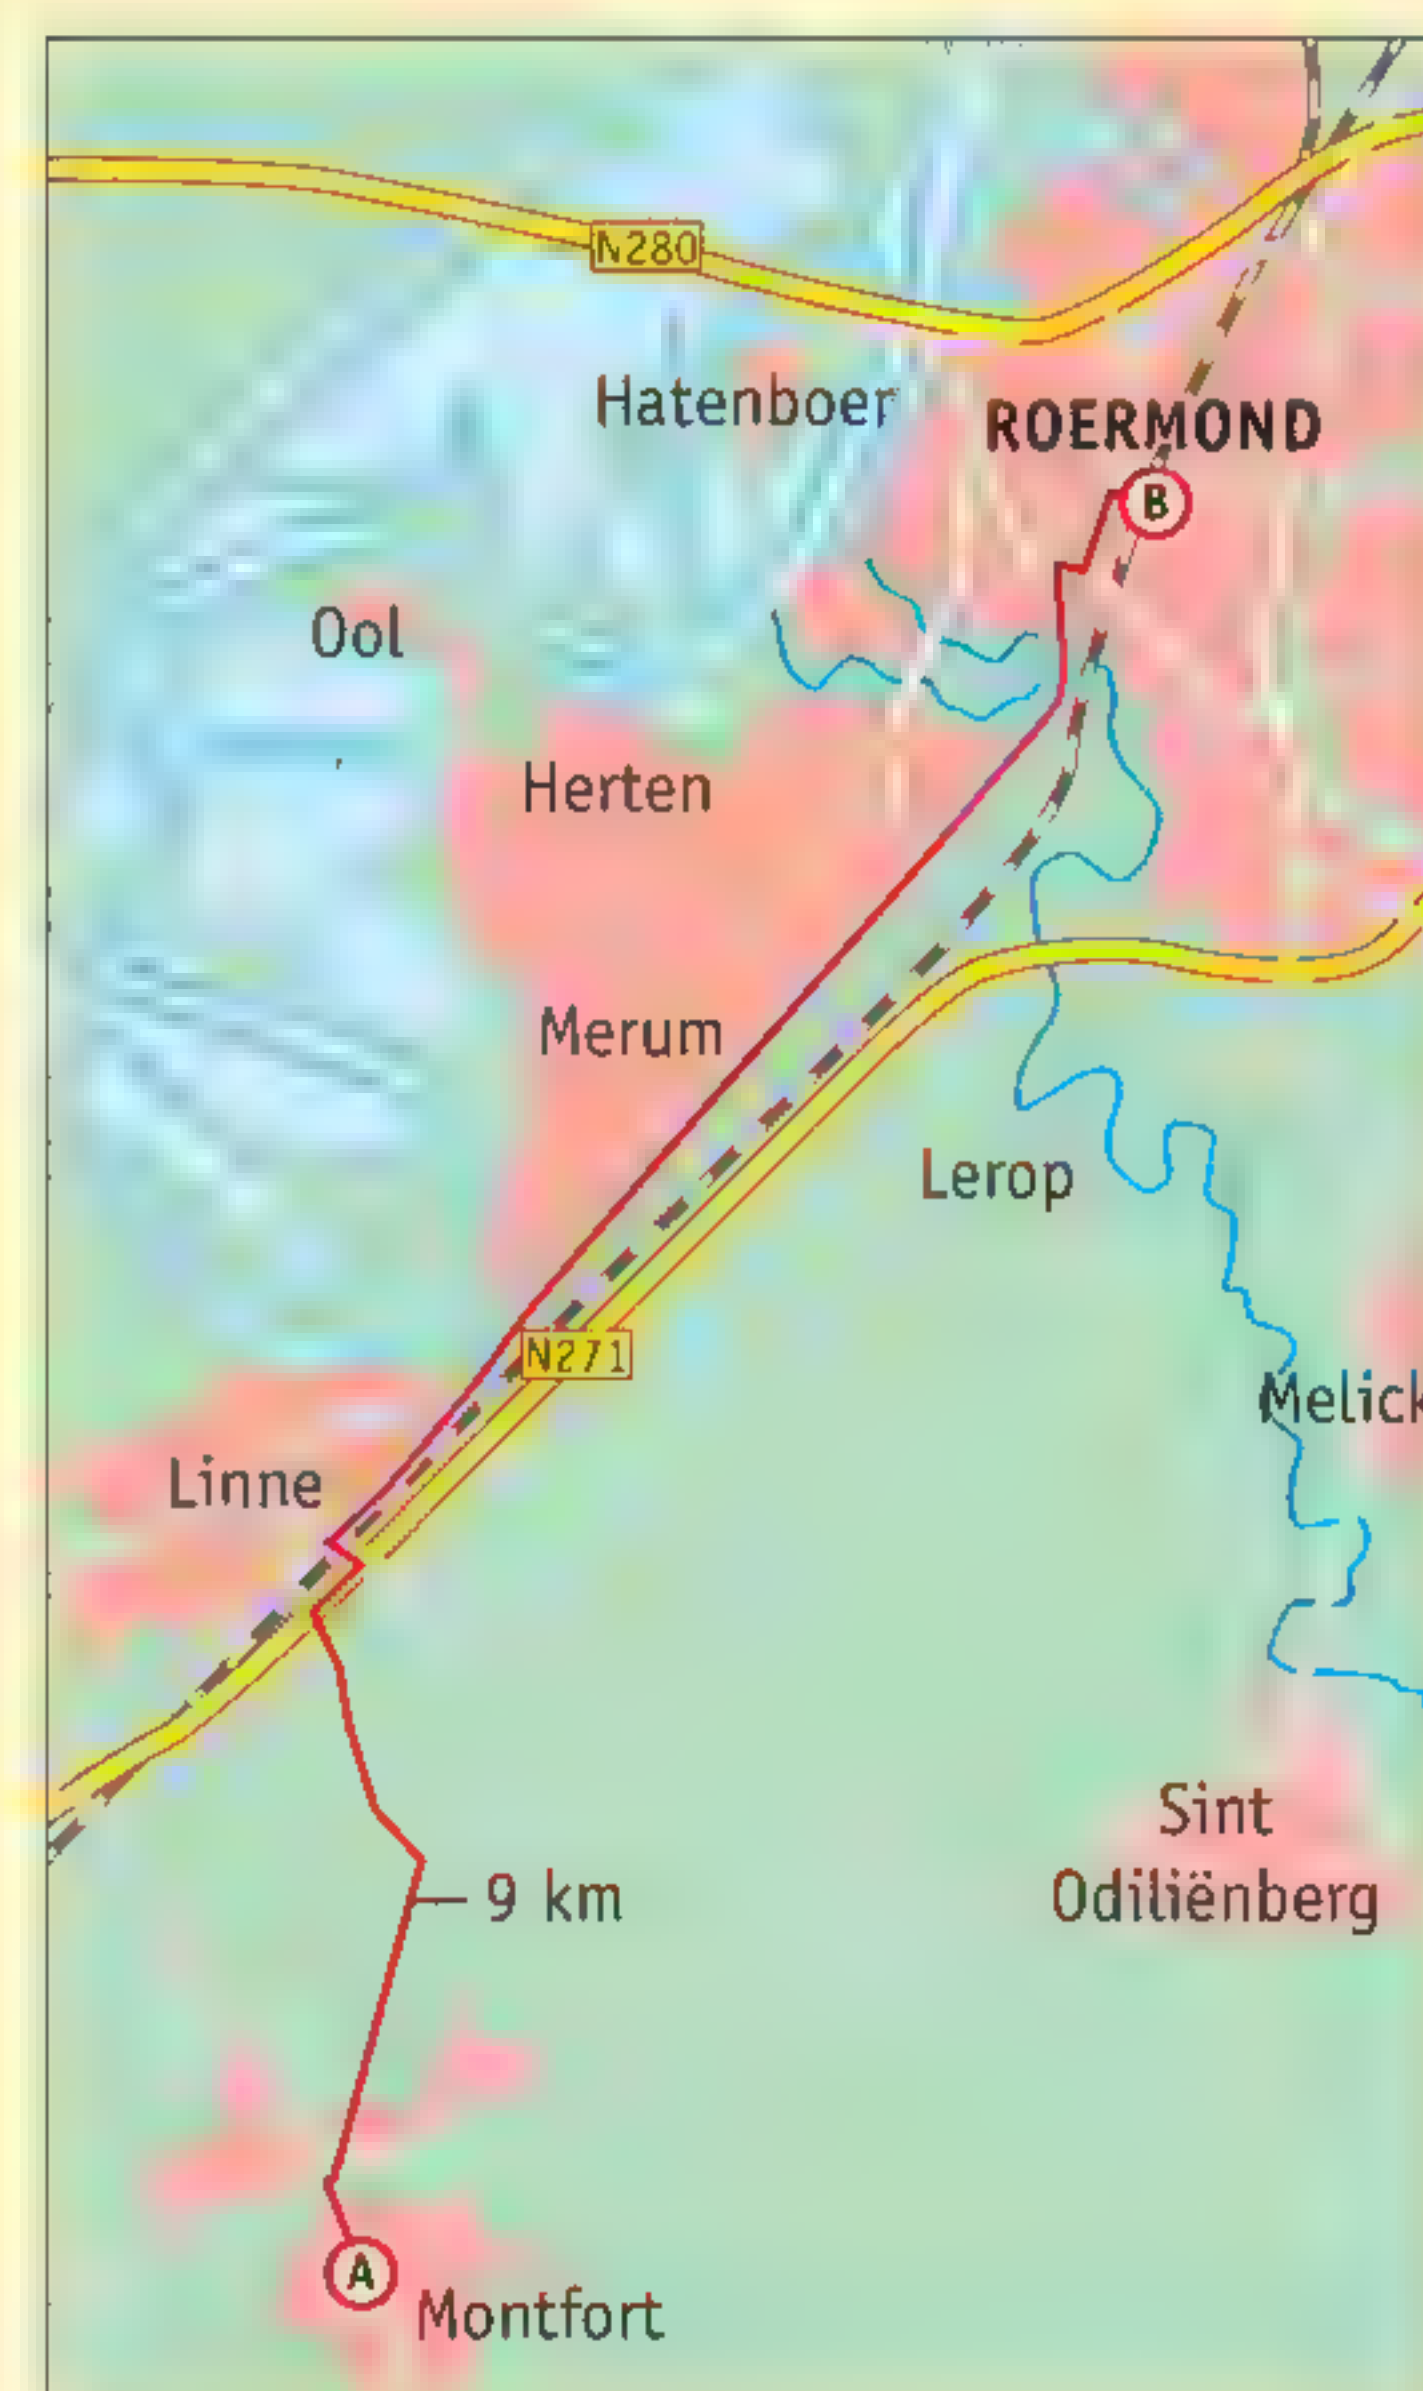 N280
Hatenboer
ROERMOND
B
Ool
Herten
Merum
Lerop
N271
Melick
Linne
Sint
Odiliënberg
9 km
A
Montfort